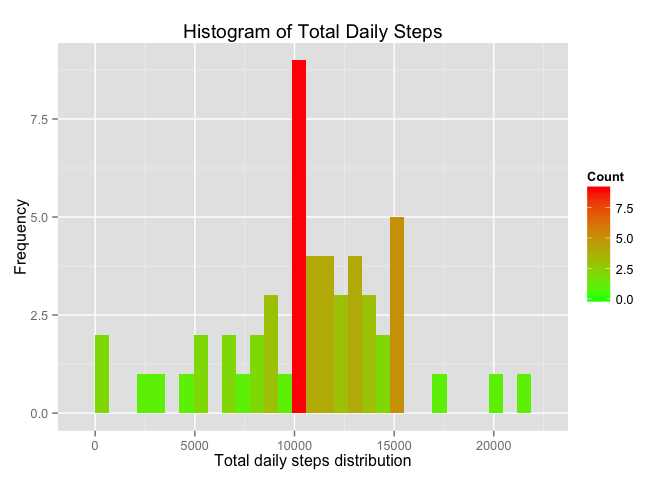 Histogram of Total Daily Steps
Frequency
7.5
5.0
2.5
0.0
0 5000 10000 15000 20000
Total daily steps distribution
Count
7.5
5.0
2.5
0.0